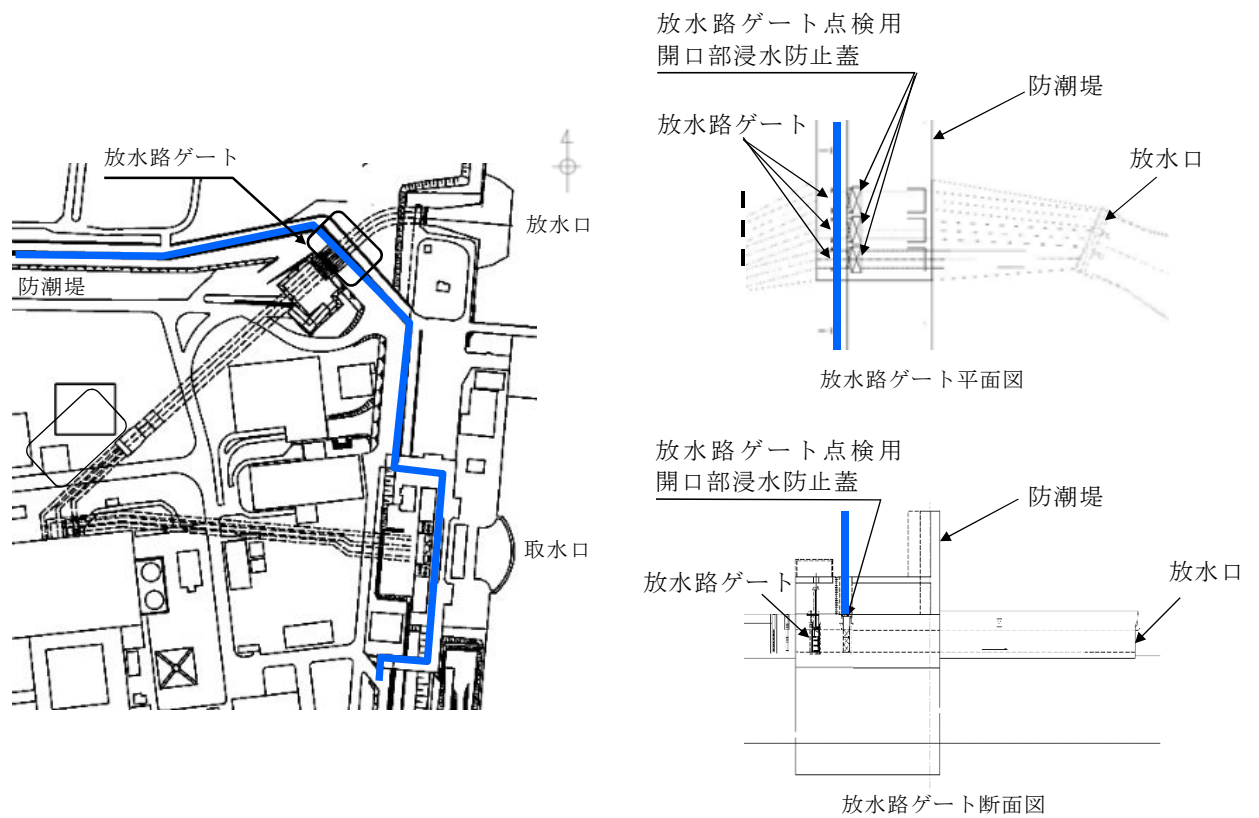 放水路ゲート
放水口
防潮堤
取水口
放水路ゲート点検用
開口部浸水防止蓋
防潮堤
放水路ゲート
放水口
放水路ゲート平面図
放水路ゲート点検用
開口部浸水防止蓋
防潮堤
放水路ゲート
放水口
放水路ゲート断面図